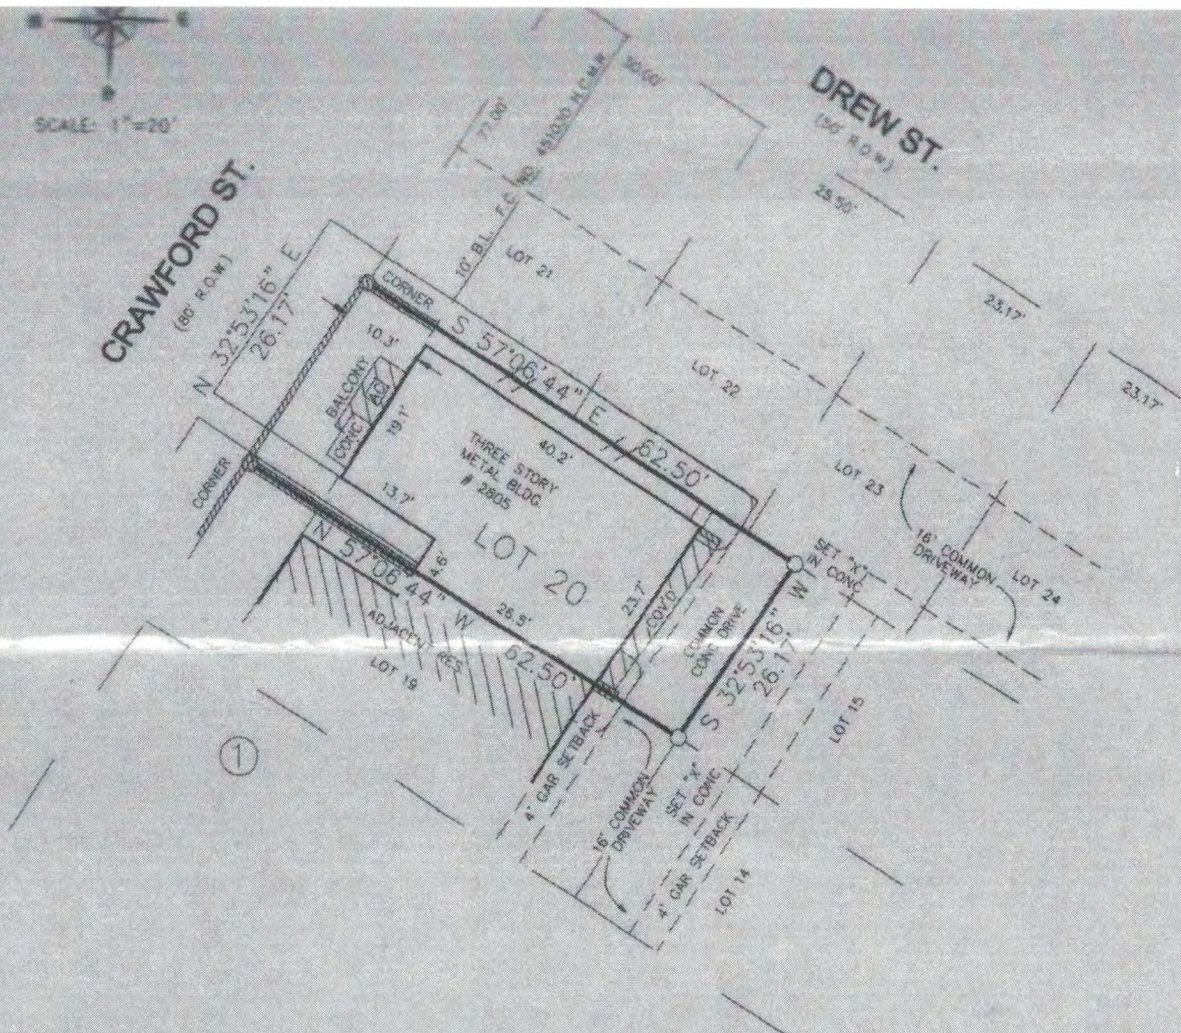 E
SCALE: 1"=20'
CRAWFORD ST.
(80' R.O.W.)
N 32°53'16" E
26.17'
77.00'
10' B.L. F.C. NO. 451020 H.C.M.R.
30.00'
DREW ST.
(50' R.O.W.)
25.50'
23.17'
23.17'
LOT 21
LOT 22
LOT 23
LOT 24
16' COMMON
DRIVEWAY
CORNER
S 57°06'44" E 62.50'
10.3'
BALCONY
AC
CONC
19.1'
13.7'
4.6'
40.2'
THREE STORY
METAL BLDG.
# 2805
LOT 20
23.7'
COV'D
COMMON
CONC DRIVE
SET "X"
IN CONC
S 32°53'16" W
26.17'
CORNER
N 57°06'44" W 62.50'
26.5'
ADJACENT RES.
LOT 19
1
4' GAR SETBACK
16' COMMON
DRIVEWAY
SET "X"
IN CONC
4' GAR SETBACK
LOT 14
LOT 15